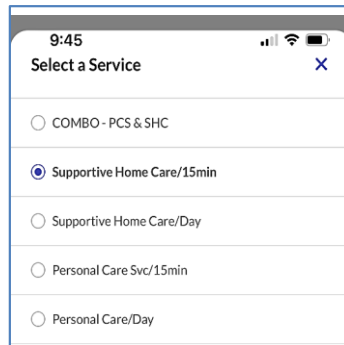 9:45
Select a Service
COMBO - PCS & SHC
Supportive Home Care/15min
Supportive Home Care/Day
Personal Care Svc/15min
Personal Care/Day